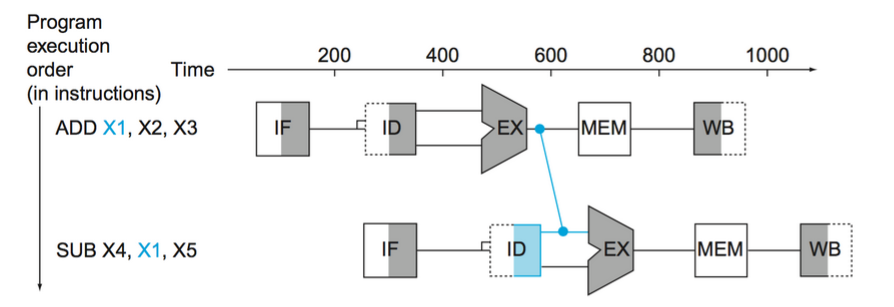 Program
execution
order
(in instructions)
Time
200 400 600 800 1000
ADD X1, X2, X3
IF ID EX MEM WB
SUB X4, X1, X5
IF ID EX MEM WB